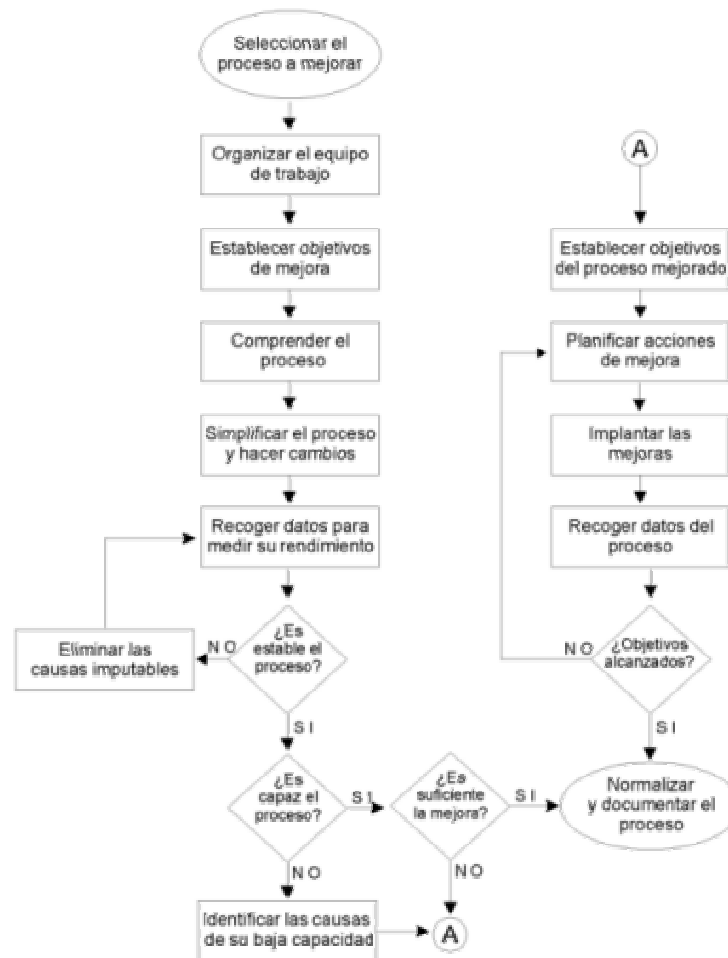 Seleccionar el
proceso a mejorar
Organizar el equipo
de trabajo
Establecer objetivos
de mejora
Comprender el
proceso
Simplificar el proceso
y hacer cambios
Recoger datos para
medir su rendimiento
¿Es
estable el
proceso?
NO
Eliminar las
causas imputables
SI
¿Es
capaz el
proceso?
SI
¿Es
suficiente
la mejora?
SI
NO
Identificar las causas
de su baja capacidad
NO
A
A
Establecer objetivos
del proceso mejorado
Planificar acciones
de mejora
Implantar las
mejoras
Recoger datos del
proceso
¿Objetivos
alcanzados?
NO
SI
Normalizar
y documentar el
proceso